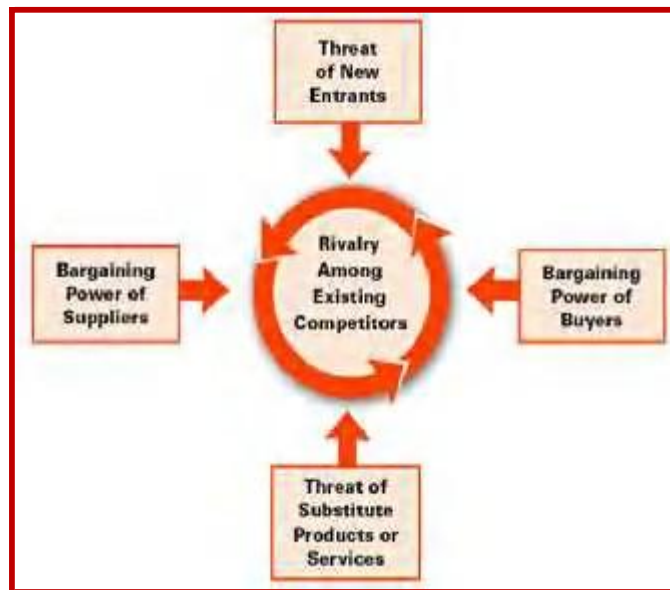 Threat
of New
Entrants
Rivalry
Among
Existing
Competitors
Bargaining
Power of
Suppliers
Bargaining
Power of
Buyers
Threat of
Substitute
Products or
Services